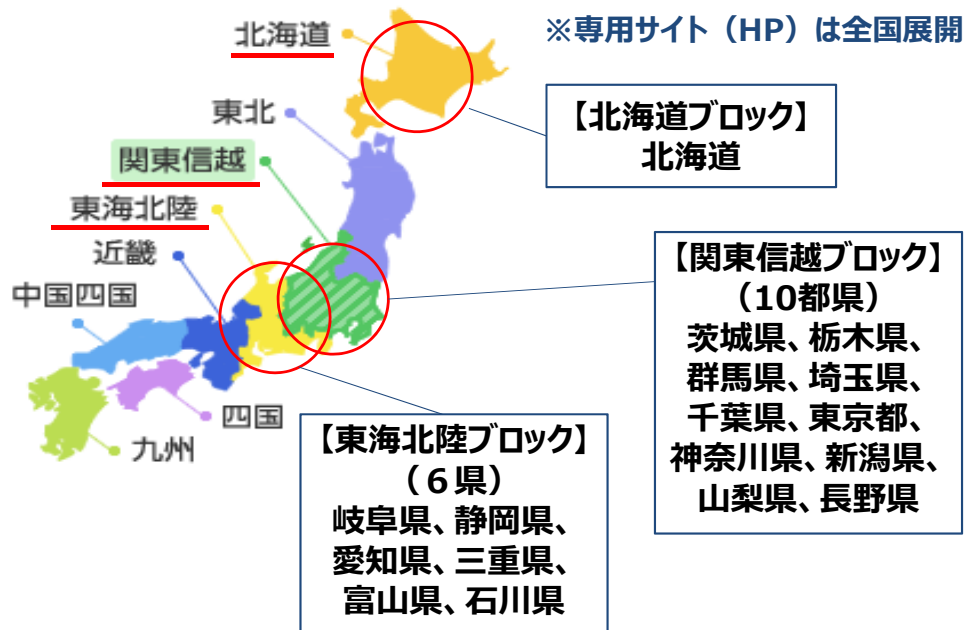 ※専用サイト（HP）は全国展開
北海道
東北
関東信越
東海北陸
近畿
中国四国
四国
九州
【北海道ブロック】
北海道
【関東信越ブロック】
（10都県）
茨城県、栃木県、
群馬県、埼玉県、
千葉県、東京都、
神奈川県、新潟県、
山梨県、長野県
【東海北陸ブロック】
（６県）
岐阜県、静岡県、
愛知県、三重県、
富山県、石川県